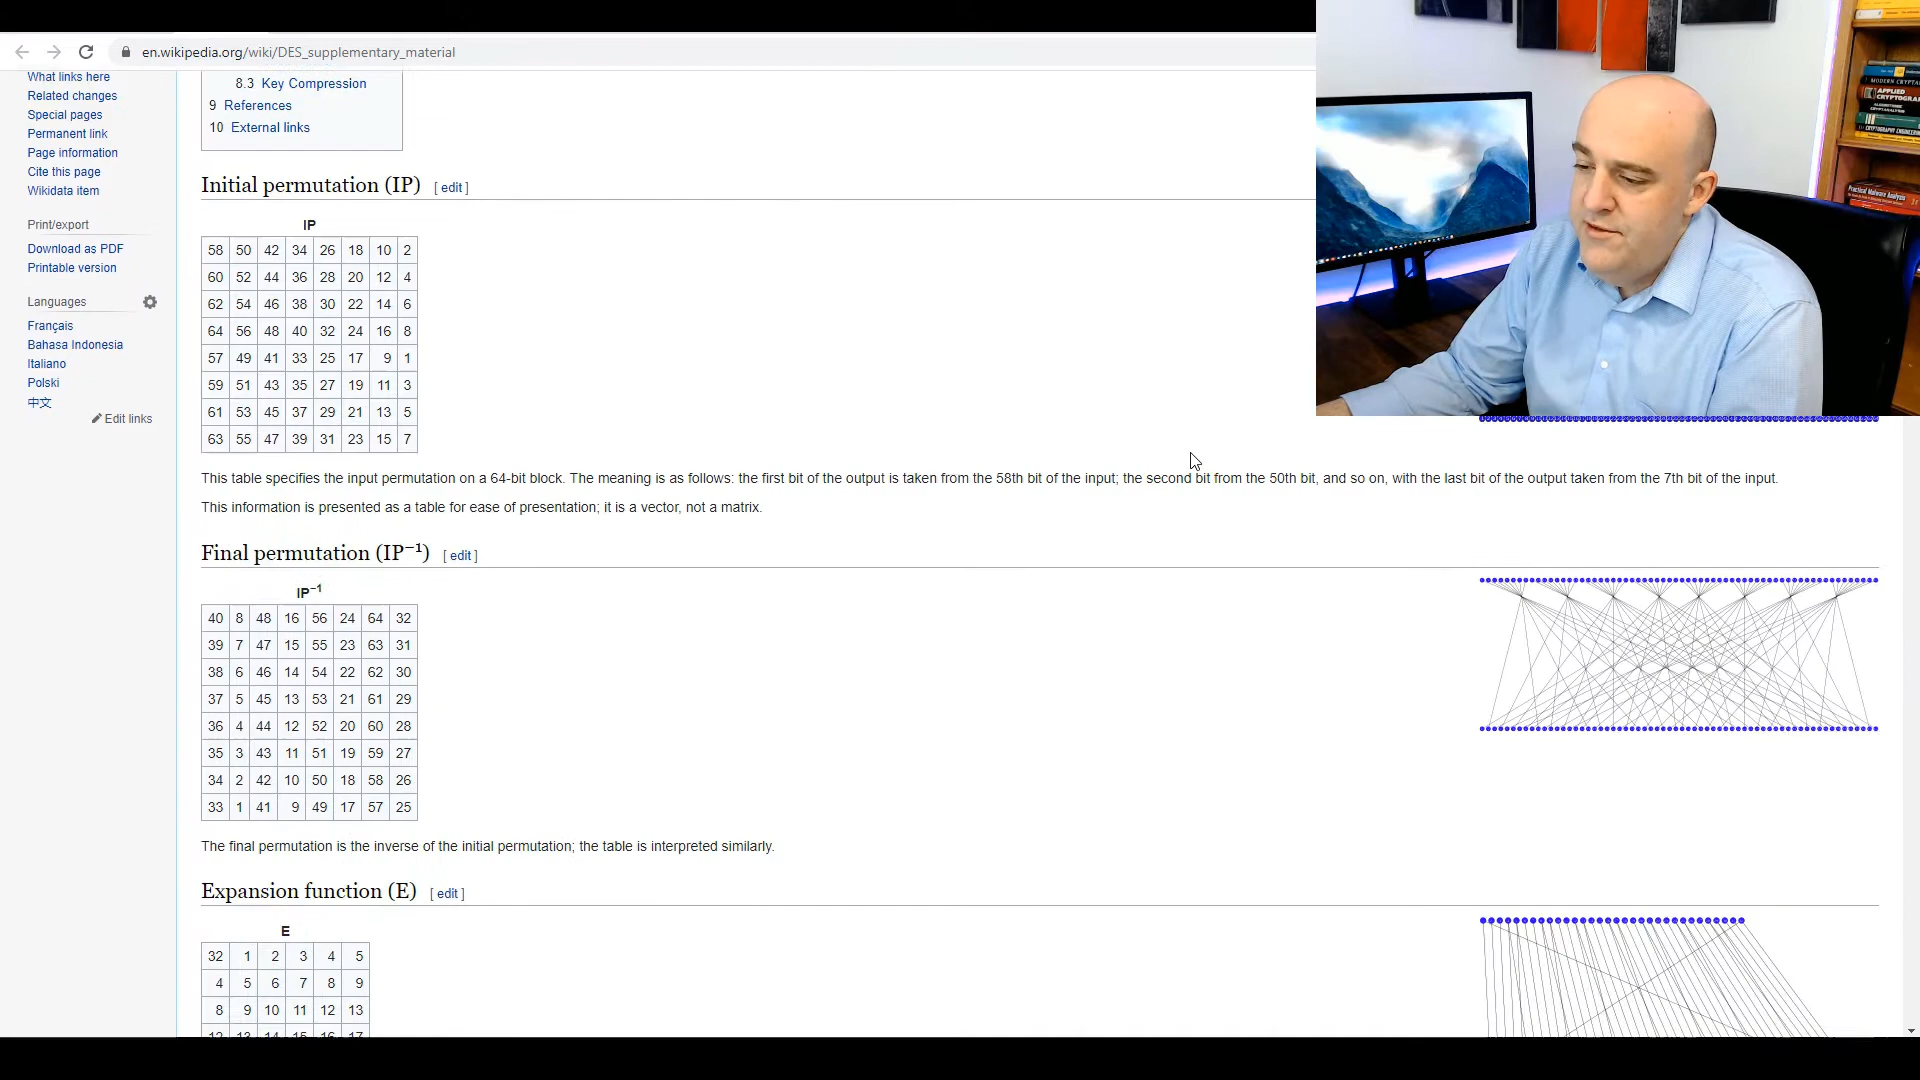 en.wikipedia.org/wiki/DES_supplementary_material
What links here
Related changes
Special pages
Permanent link
Page information
Cite this page
Wikidata item
Print/export
Download as PDF
Printable version
Languages
Français
Bahasa Indonesia
Italiano
Polski
中文
Edit links
8.3 Key Compression
9 References
10 External links
Initial permutation (IP) [ edit ]
IP
58 50 42 34 26 18 10 2
60 52 44 36 28 20 12 4
62 54 46 38 30 22 14 6
64 56 48 40 32 24 16 8
57 49 41 33 25 17 9 1
59 51 43 35 27 19 11 3
61 53 45 37 29 21 13 5
63 55 47 39 31 23 15 7
This table specifies the input permutation on a 64-bit block. The meaning is as follows: the first bit of the output is taken from the 58th bit of the input; the second bit from the 50th bit, and so on, with the last bit of the output taken from the 7th bit of the input.
This information is presented as a table for ease of presentation; it is a vector, not a matrix.
Final permutation (IP⁻¹) [ edit ]
IP⁻¹
40 8 48 16 56 24 64 32
39 7 47 15 55 23 63 31
38 6 46 14 54 22 62 30
37 5 45 13 53 21 61 29
36 4 44 12 52 20 60 28
35 3 43 11 51 19 59 27
34 2 42 10 50 18 58 26
33 1 41 9 49 17 57 25
The final permutation is the inverse of the initial permutation; the table is interpreted similarly.
Expansion function (E) [ edit ]
E
32 1 2 3 4 5
4 5 6 7 8 9
8 9 10 11 12 13
12 13 14 15 16 17
MODERN
APPLIED
CRYPTOGRAPHY ENGINEERING
Practical Malware Analysis